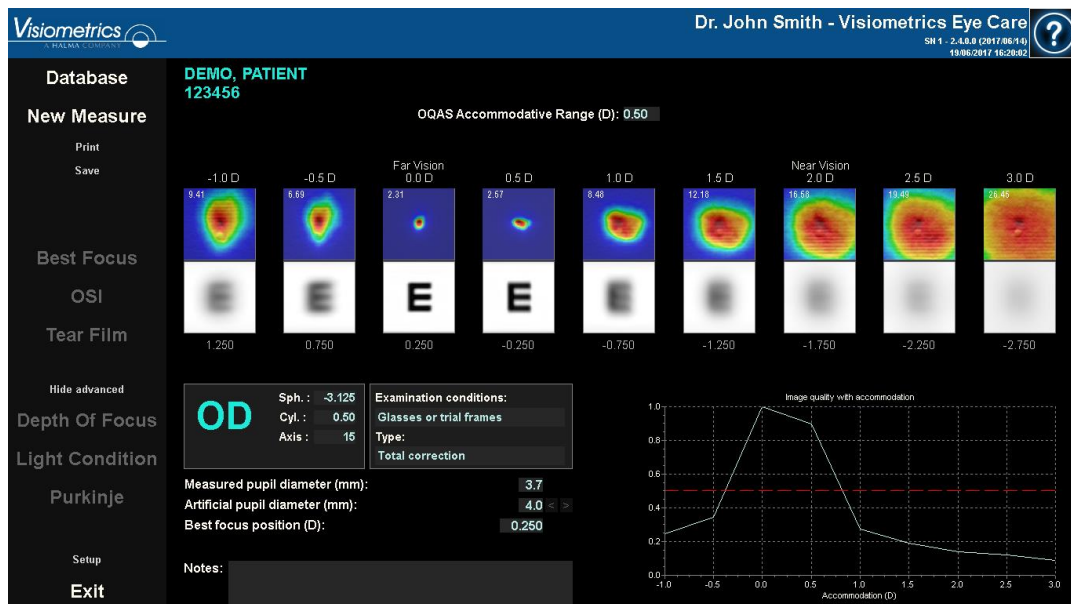 Visiometrics
A HALMA COMPANY
Dr. John Smith - Visiometrics Eye Care
SN 1 - 2.4.0.0 (2017/06/14)
19/06/2017 16:20:02
?
Database
New Measure
Print
Save
Best Focus
OSI
Tear Film
Hide advanced
Depth Of Focus
Light Condition
Purkinje
Setup
Exit
DEMO, PATIENT
123456
OQAS Accommodative Range (D): 0.50
Far Vision Near Vision
-1.0 D -0.5 D 0.0 D 0.5 D 1.0 D 1.5 D 2.0 D 2.5 D 3.0 D
9.41 6.69 2.31 2.57 8.48 12.18 16.58 19.49 26.45
E E E E E
1.250 0.750 0.250 -0.250 -0.750 -1.250 -1.750 -2.250 -2.750
OD
Sph. : -3.125
Cyl. : 0.50
Axis : 15
Examination conditions:
Glasses or trial frames
Type:
Total correction
Measured pupil diameter (mm): 3.7
Artificial pupil diameter (mm): 4.0 < >
Best focus position (D): 0.250
Notes:
Image quality with accommodation
1.0
0.8
0.6
0.4
0.2
0.0
-1.0 -0.5 0.0 0.5 1.0 1.5 2.0 2.5 3.0
Accommodation (D)